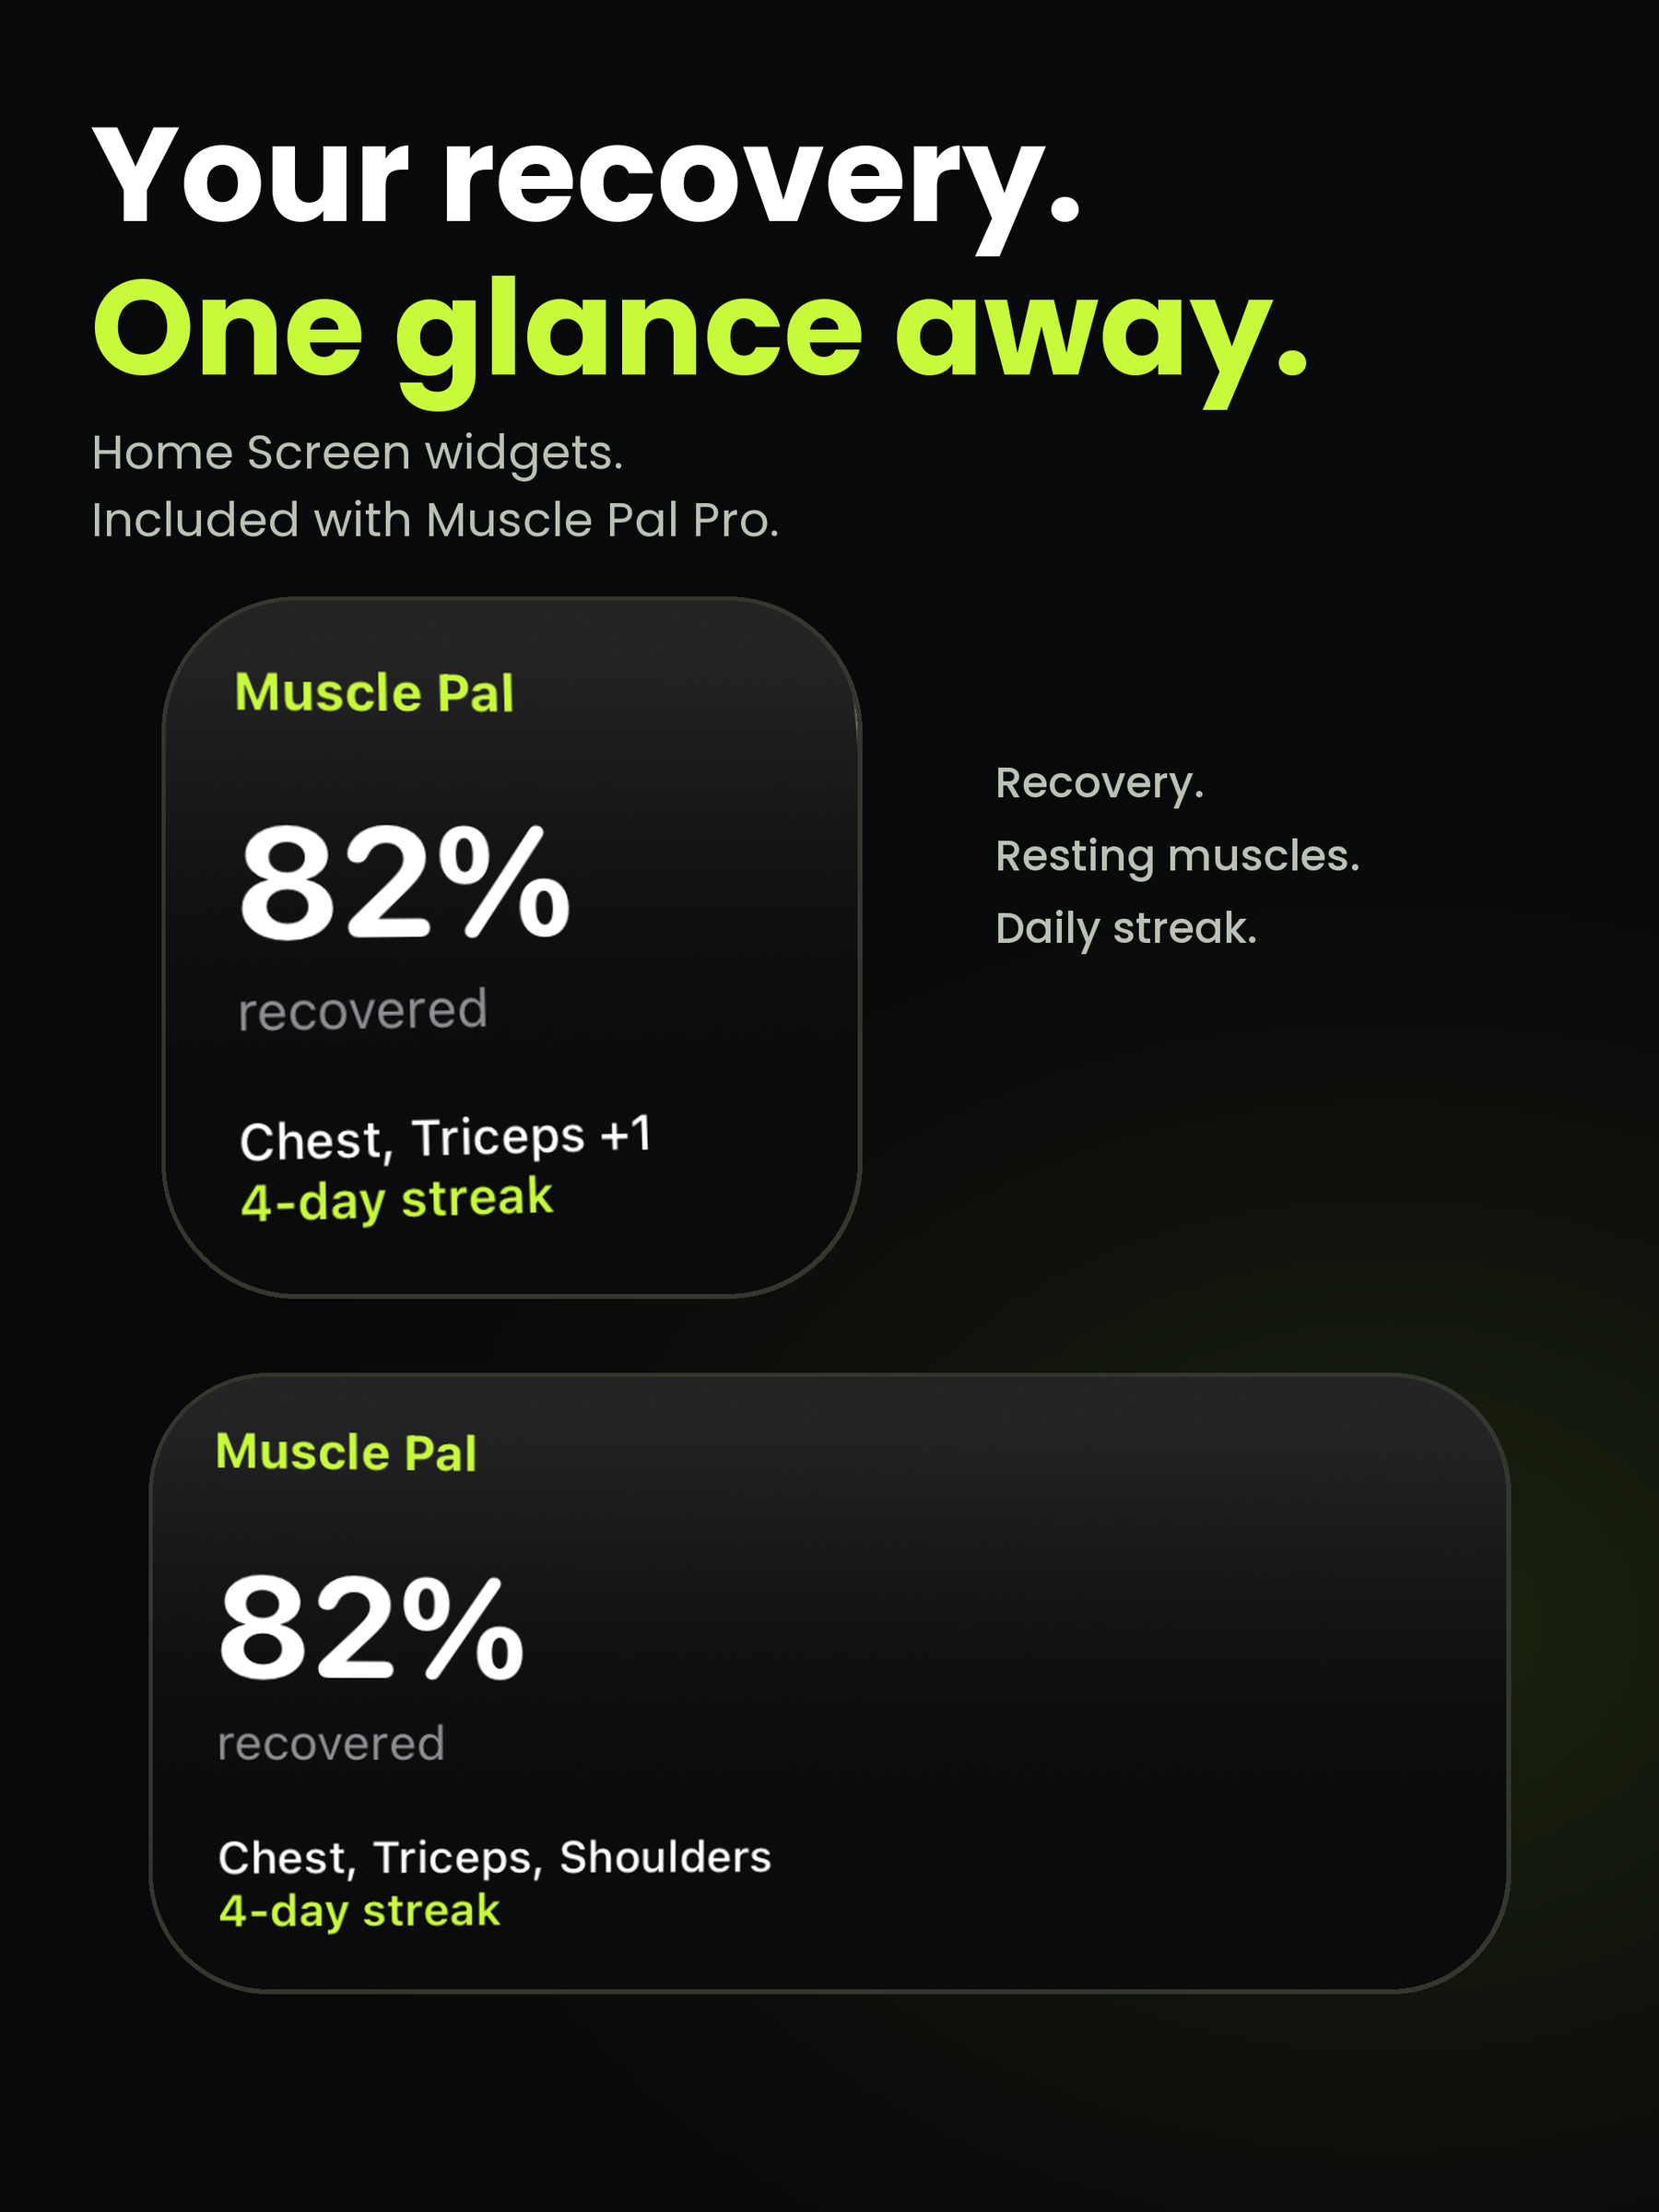 Your recovery.
One glance away.
Home Screen widgets.
Included with Muscle Pal Pro.
Muscle Pal
82%
recovered
Chest, Triceps +1
4-day streak
Recovery.
Resting muscles.
Daily streak.
Muscle Pal
82%
recovered
Chest, Triceps, Shoulders
4-day streak